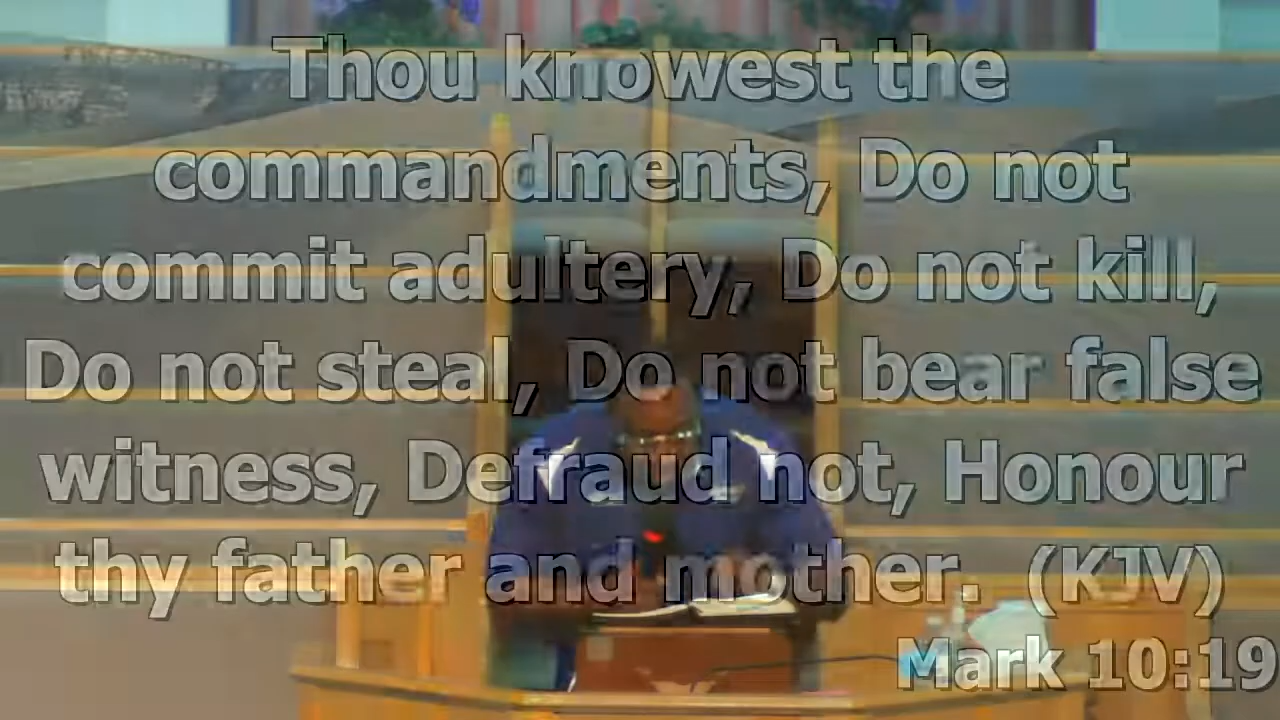 Thou knowest the
commandments, Do not
commit adultery, Do not kill,
Do not steal, Do not bear false
witness, Defraud not, Honour
thy father and mother. (KJV)
Mark 10:19